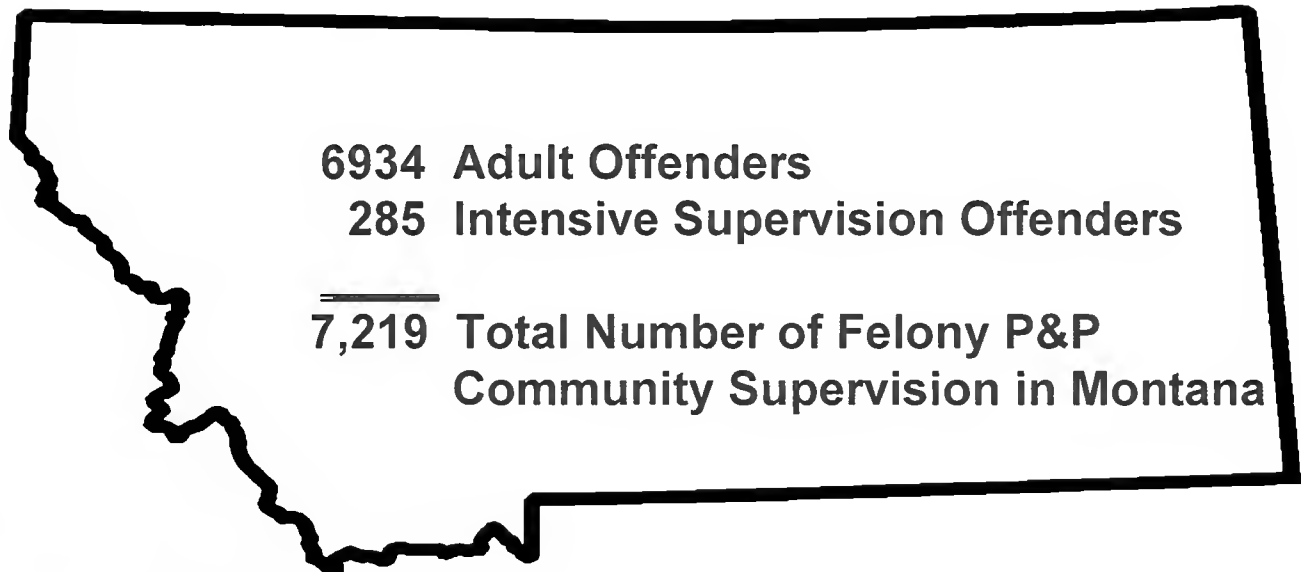 6934 Adult Offenders
285 Intensive Supervision Offenders
7,219 Total Number of Felony P&P
Community Supervision in Montana